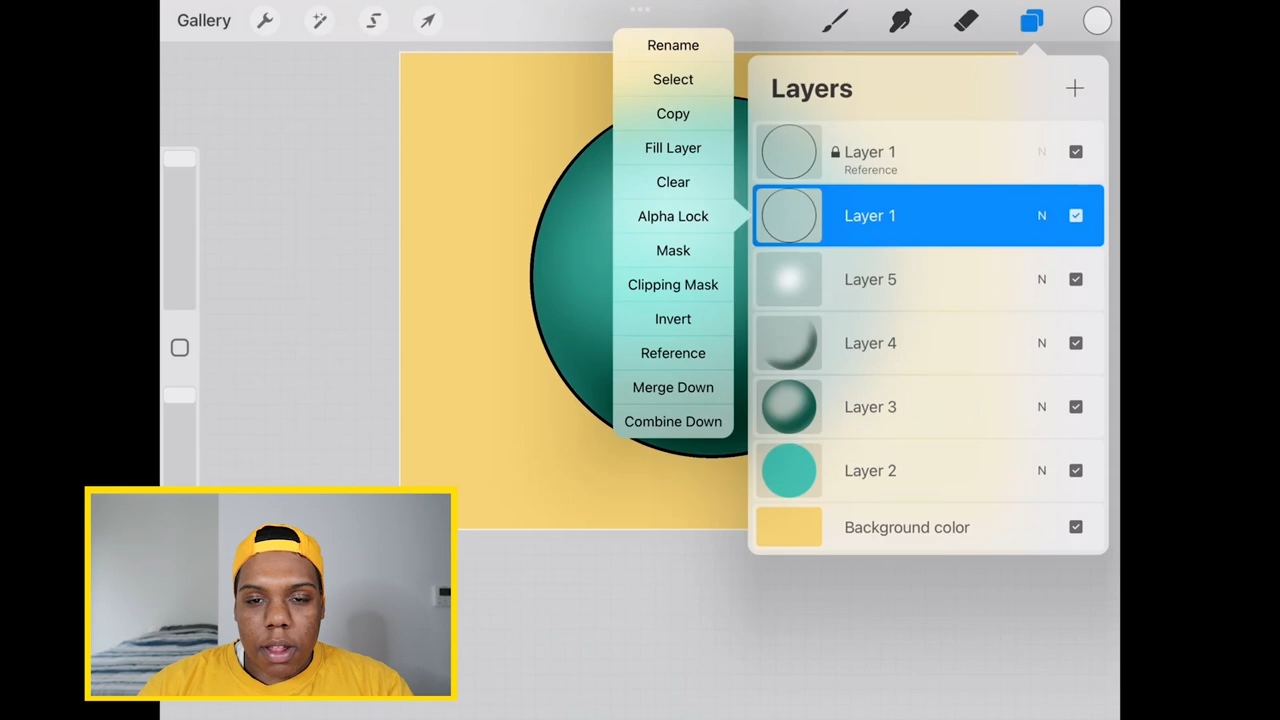 Gallery
Rename
Select
Copy
Fill Layer
Clear
Alpha Lock
Mask
Clipping Mask
Invert
Reference
Merge Down
Combine Down
Layers
Layer 1 N
Reference
Layer 1 N
Layer 5 N
Layer 4 N
Layer 3 N
Layer 2 N
Background color